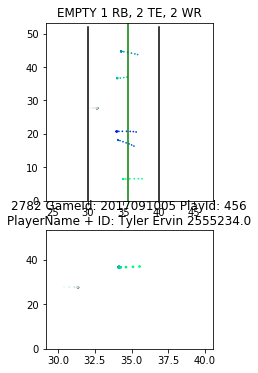 EMPTY 1 RB, 2 TE, 2 WR
50
40
30
20
10
0
25 30 35 40 45
2782 GameId: 2017091005 PlayId: 456
PlayerName + ID: Tyler Ervin 2555234.0
40
20
0
30.0 32.5 35.0 37.5 40.0